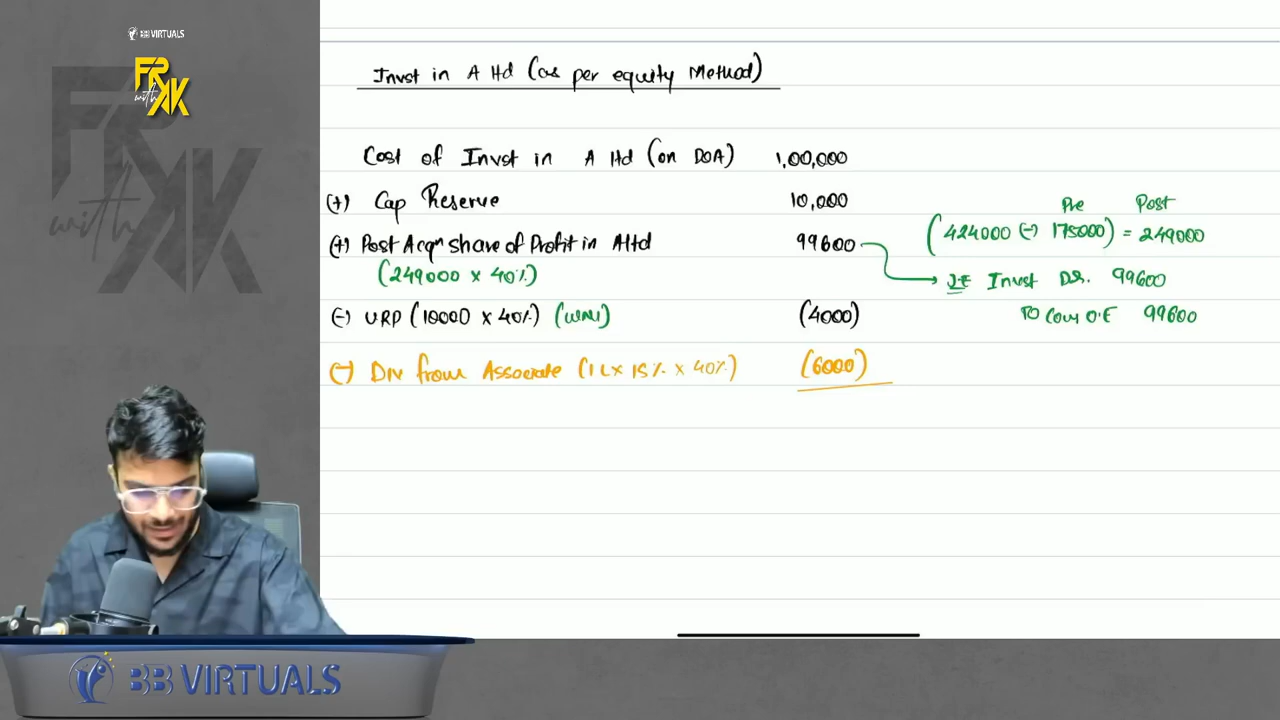 BB VIRTUALS
FR
with
KK
Invst in A ltd (as per equity Method)
Cost of Invst in A ltd (on DOA) 1,00,000
(+) Cap Reserve 10,000
(+) Post Acqn share of Profit in A ltd 99600
(249000 x 40%)
Pre Post
(424000 (-) 175000) = 249000
J.E Invst Dr. 99600
To Con O.E 99600
(-) URP (10000 x 40%) (WN1) (4000)
(-) Div from Associate (1L x 15% x 40%) (6000)
BB VIRTUALS